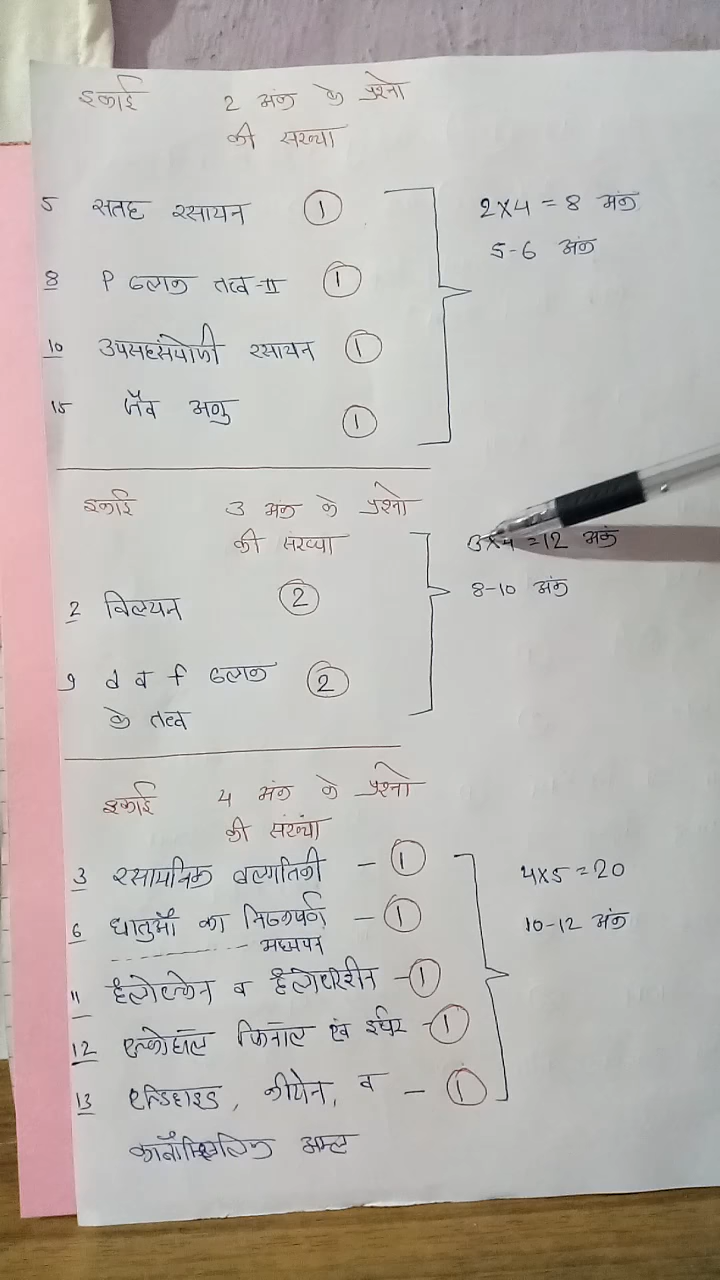 इकाई 2 अंक के प्रश्नो
की संख्या
5 सतह रसायन 1 2×4 = 8 अंक
5-6 अंक
8 P ब्लाक तत्व-II 1
10 उपसहसंयोजी रसायन 1
15 जैव अणु 1
इकाई 3 अंक के प्रश्नो
की संख्या 3×4 = 12 अंक
2 विलयन 2 8-10 अंक
9 d व f ब्लाक 2
के तत्व
इकाई 4 अंक के प्रश्नो
की संख्या
3 रसायनिक बलगतिकी - 1 4×5 = 20
6 धातुओं का निष्कर्षण - 1 10-12 अंक
11 हैलोएल्केन व हैलोएरीन - 1
12 एल्कोहॉल फिनॉल एंव ईथर - 1
13 एल्डिहाइड, कीटोन, व - 1
कार्बोक्सिलिक अम्ल